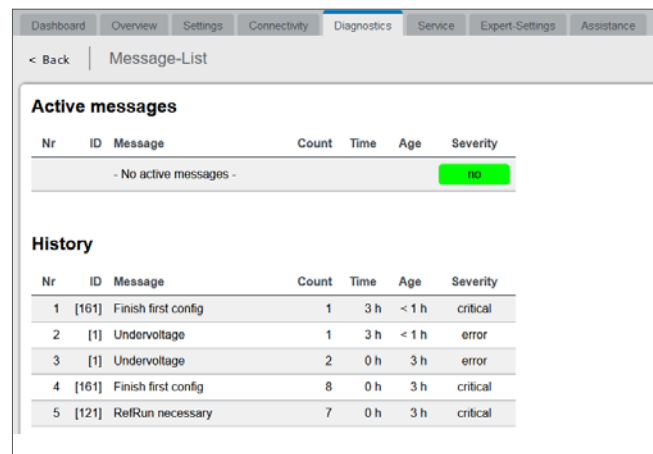 Dashboard Overview Settings Connectivity Diagnostics Service Expert-Settings Assistance
< Back Message-List
Active messages
Nr ID Message Count Time Age Severity
- No active messages - no
History
Nr ID Message Count Time Age Severity
1 [161] Finish first config 1 3 h < 1 h critical
2 [1] Undervoltage 1 3 h < 1 h error
3 [1] Undervoltage 2 0 h 3 h error
4 [161] Finish first config 8 0 h 3 h critical
5 [121] RefRun necessary 7 0 h 3 h critical